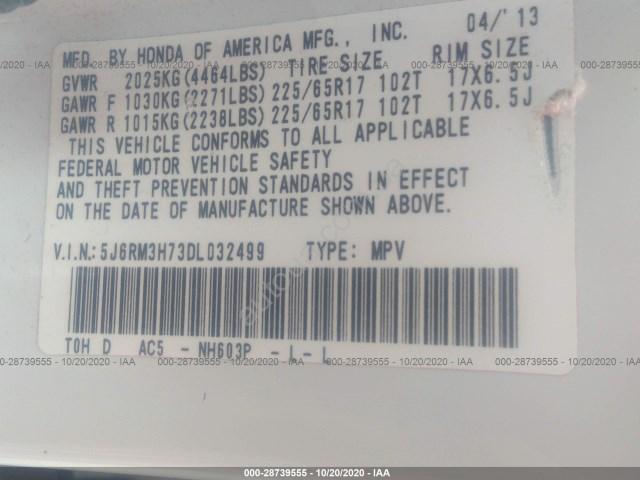 MFD. BY HONDA OF AMERICA MFG., INC. 04/'13
GVWR 2025KG(4464LBS) TIRE SIZE RIM SIZE
GAWR F 1030KG(2271LBS) 225/65R17 102T 17X6.5J
GAWR R 1015KG(2238LBS) 225/65R17 102T 17X6.5J
THIS VEHICLE CONFORMS TO ALL APPLICABLE
FEDERAL MOTOR VEHICLE SAFETY
AND THEFT PREVENTION STANDARDS IN EFFECT
ON THE DATE OF MANUFACTURE SHOWN ABOVE.
V.I.N.:5J6RM3H73DL032499 TYPE: MPV
T0H D AC5 - NH603P - L - L
000-28739555 - 10/20/2020 - IAA